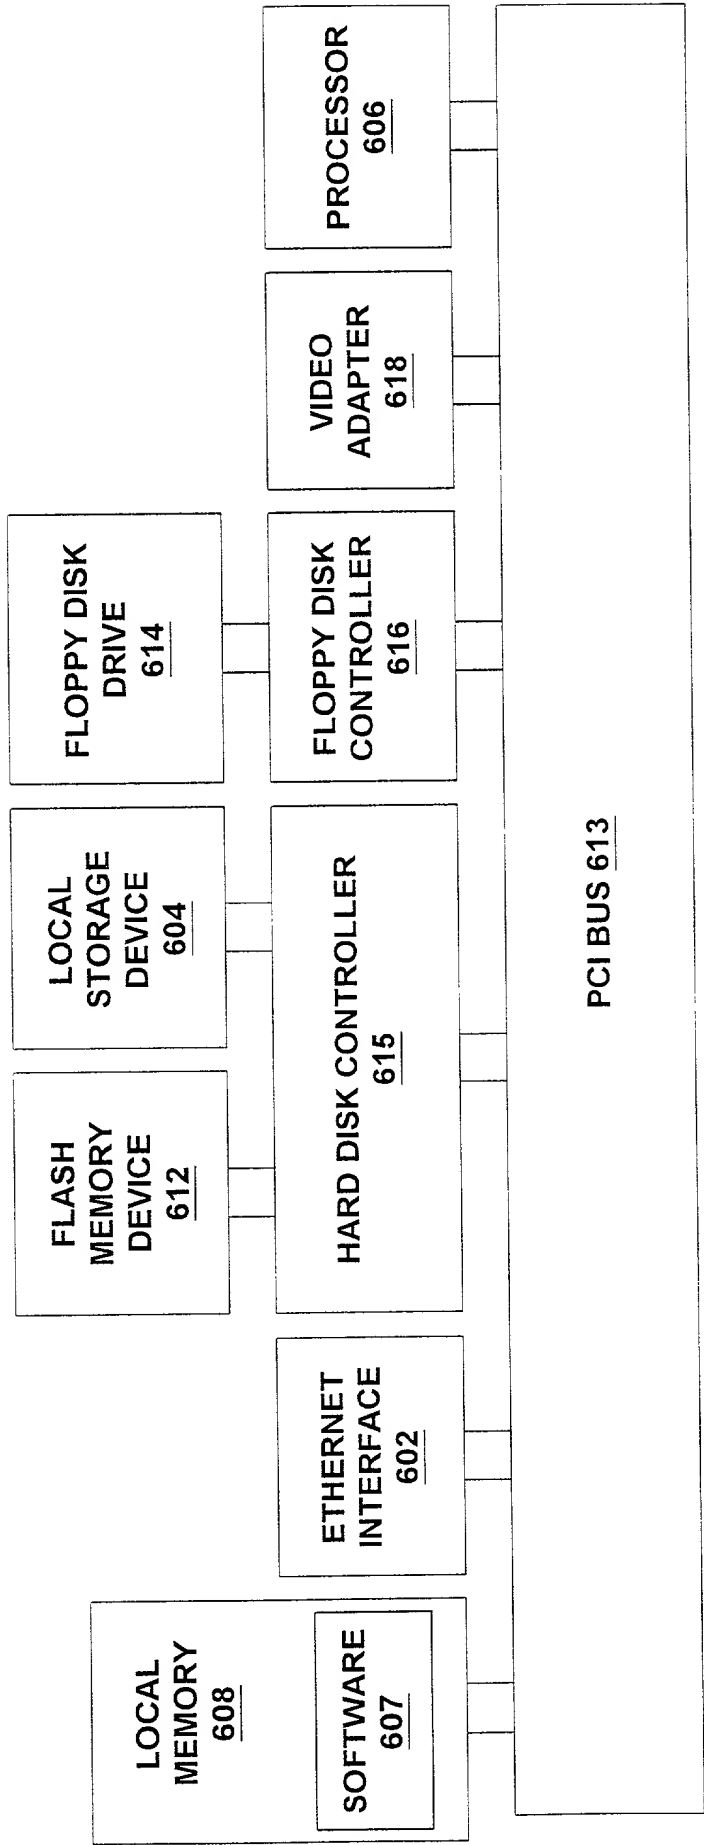 FLASH
MEMORY
DEVICE
612
LOCAL
STORAGE
DEVICE
604
FLOPPY DISK
DRIVE
614
LOCAL
MEMORY
608
SOFTWARE
607
ETHERNET
INTERFACE
602
HARD DISK CONTROLLER
615
FLOPPY DISK
CONTROLLER
616
VIDEO
ADAPTER
618
PROCESSOR
606
PCI BUS 613